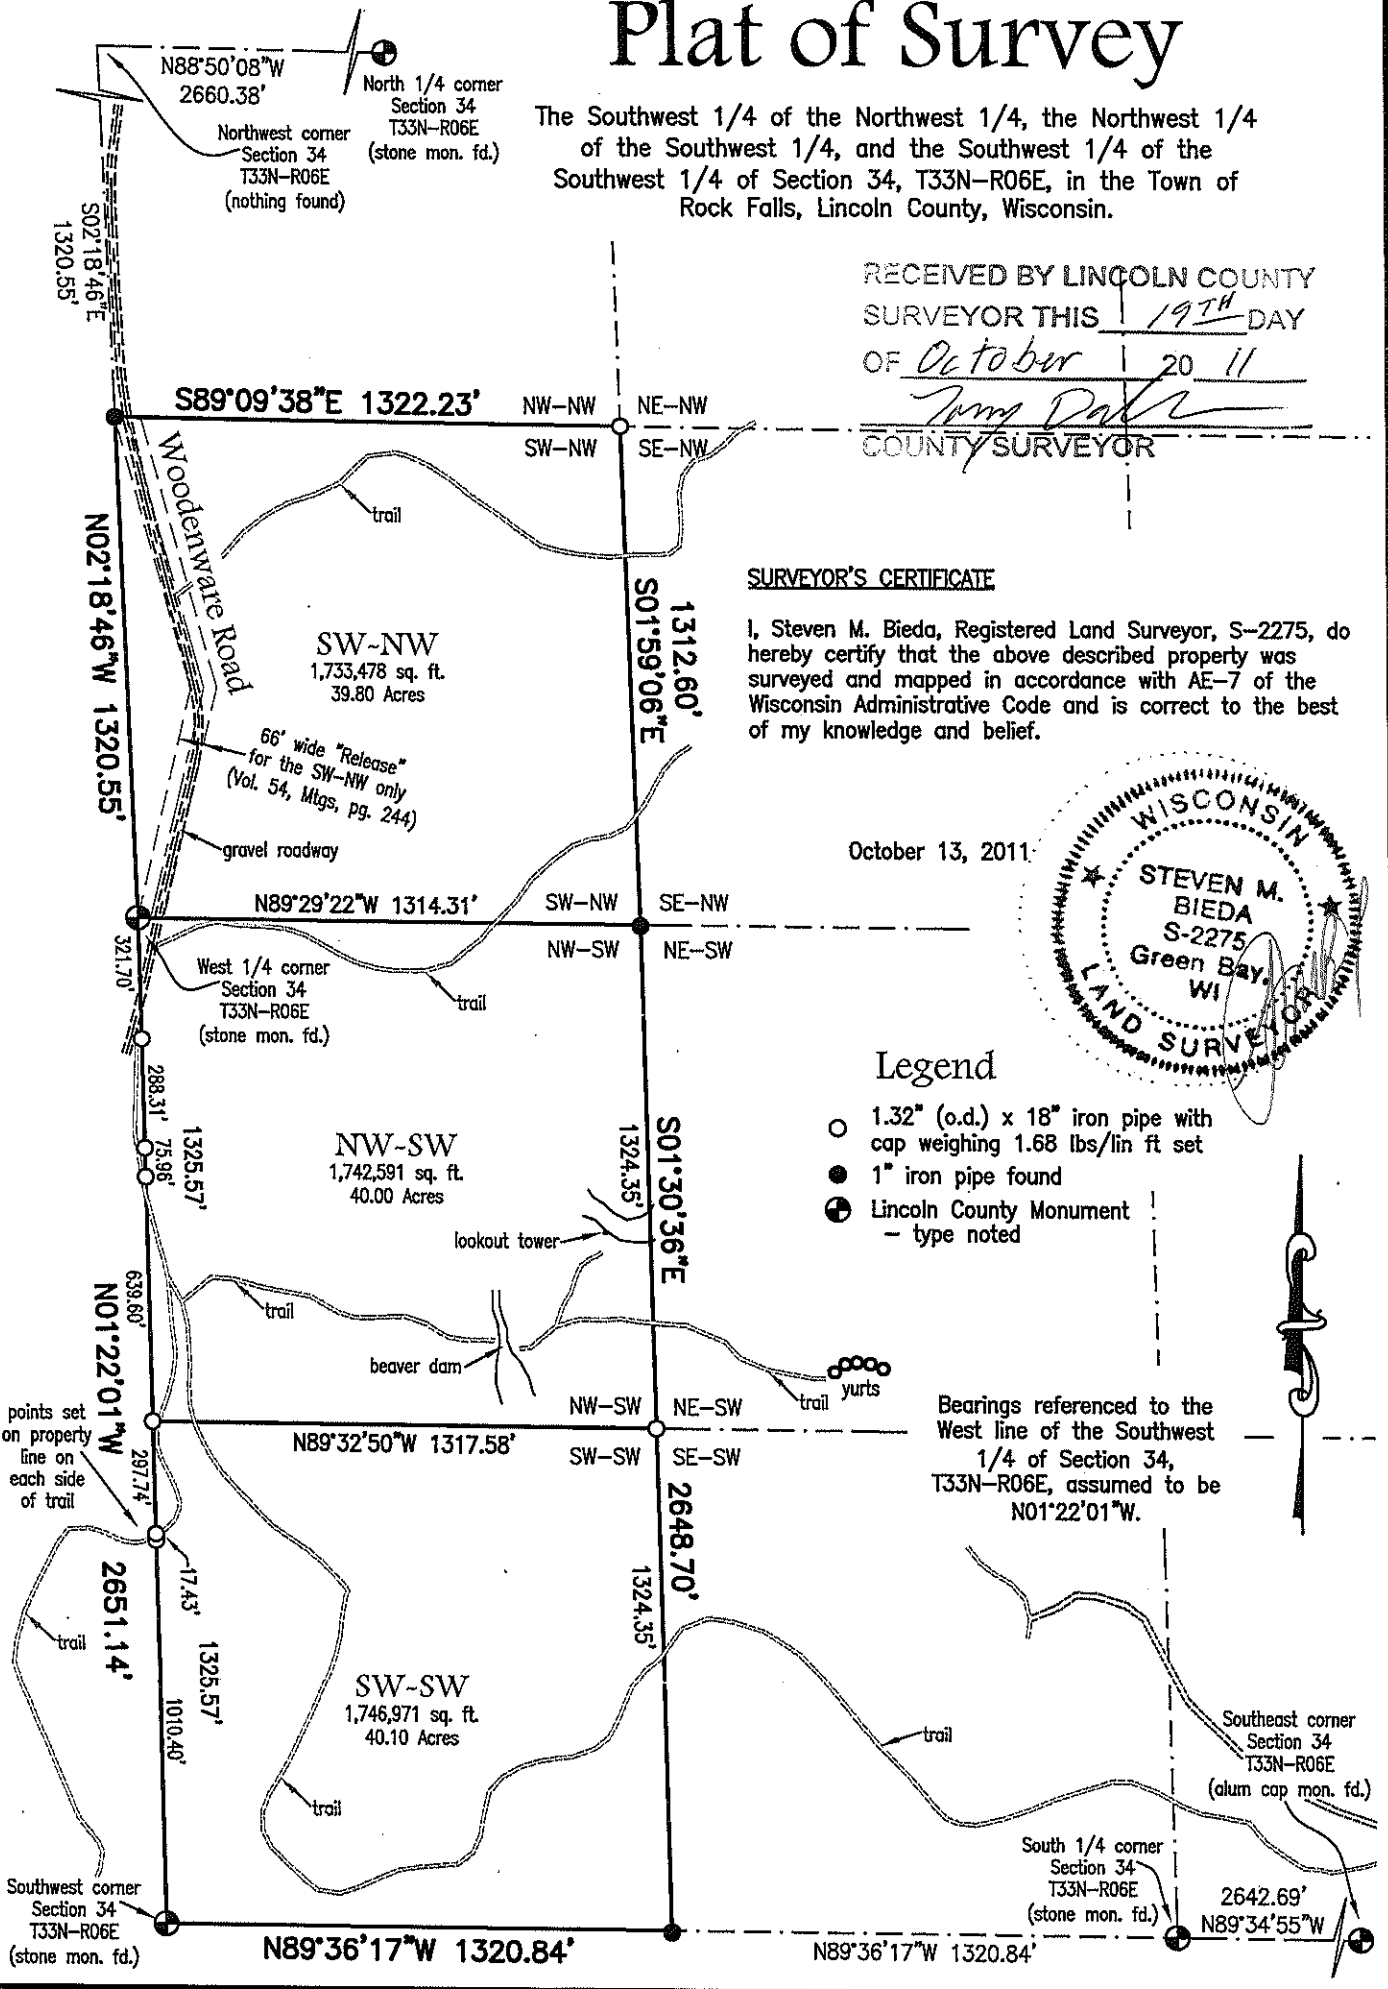 Plat of Survey
The Southwest 1/4 of the Northwest 1/4, the Northwest 1/4
of the Southwest 1/4, and the Southwest 1/4 of the
Southwest 1/4 of Section 34, T33N-R06E, in the Town of
Rock Falls, Lincoln County, Wisconsin.
N88°50'08"W
2660.38'
North 1/4 corner
Section 34
T33N-R06E
(stone mon. fd.)
Northwest corner
Section 34
T33N-R06E
(nothing found)
S02°18'46"E
1320.55'
RECEIVED BY LINCOLN COUNTY
SURVEYOR THIS 19TH DAY
OF October 20 11
COUNTY SURVEYOR
S89°09'38"E 1322.23'
NW-NW
NE-NW
SW-NW
SE-NW
Woodenware Road
trail
N02°18'46"W 1320.55'
SW~NW
1,733,478 sq. ft.
39.80 Acres
1312.60'
S01°59'06"E
66' wide "Release"
for the SW-NW only
(Vol. 54, Mtgs, pg. 244)
gravel roadway
SURVEYOR'S CERTIFICATE
I, Steven M. Bieda, Registered Land Surveyor, S-2275, do
hereby certify that the above described property was
surveyed and mapped in accordance with AE-7 of the
Wisconsin Administrative Code and is correct to the best
of my knowledge and belief.
October 13, 2011
WISCONSIN
STEVEN M.
BIEDA
S-2275
Green Bay,
WI
LAND SURVEYOR
N89°29'22"W 1314.31'
SW-NW
SE-NW
NW-SW
NE-SW
321.70'
West 1/4 corner
Section 34
T33N-R06E
(stone mon. fd.)
trail
288.31'
75.96'
1325.57'
NW~SW
1,742,591 sq. ft.
40.00 Acres
1324.35'
S01°30'36"E
lookout tower
Legend
1.32" (o.d.) x 18" iron pipe with
cap weighing 1.68 lbs/lin ft set
1" iron pipe found
Lincoln County Monument
- type noted
639.60'
N01°22'01"W
trail
beaver dam
trail
yurts
points set
on property
line on
each side
of trail
297.74'
N89°32'50"W 1317.58'
NW-SW
NE-SW
SW-SW
SE-SW
Bearings referenced to the
West line of the Southwest
1/4 of Section 34,
T33N-R06E, assumed to be
N01°22'01"W.
2648.70'
1324.35'
17.43'
2651.14'
1325.57'
1010.40'
trail
SW~SW
1,746,971 sq. ft.
40.10 Acres
trail
trail
Southeast corner
Section 34
T33N-R06E
(alum cap mon. fd.)
South 1/4 corner
Section 34
T33N-R06E
(stone mon. fd.)
2642.69'
N89°34'55"W
Southwest corner
Section 34
T33N-R06E
(stone mon. fd.)
N89°36'17"W 1320.84'
N89°36'17"W 1320.84'